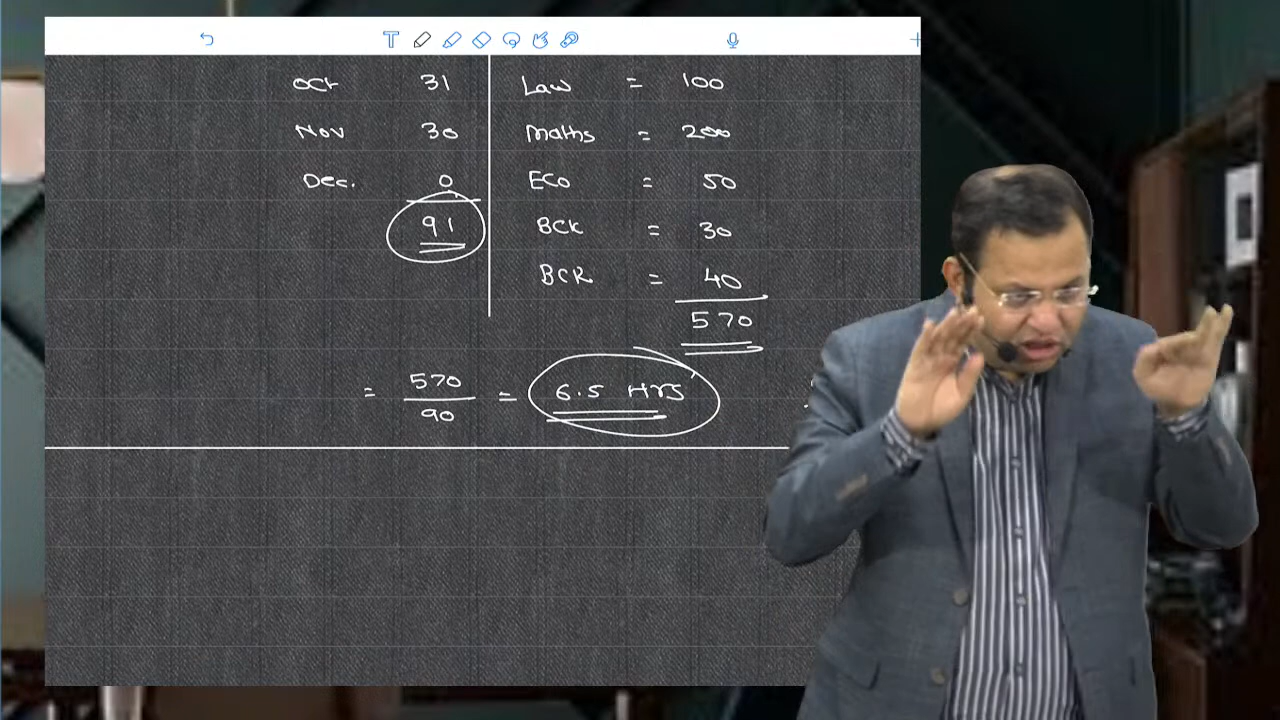 Oct 31
Nov 30
Dec. 0
91
Law = 100
Maths = 200
Eco = 50
BCK = 30
BCR = 40
570
= 570/90 = 6.5 Hrs